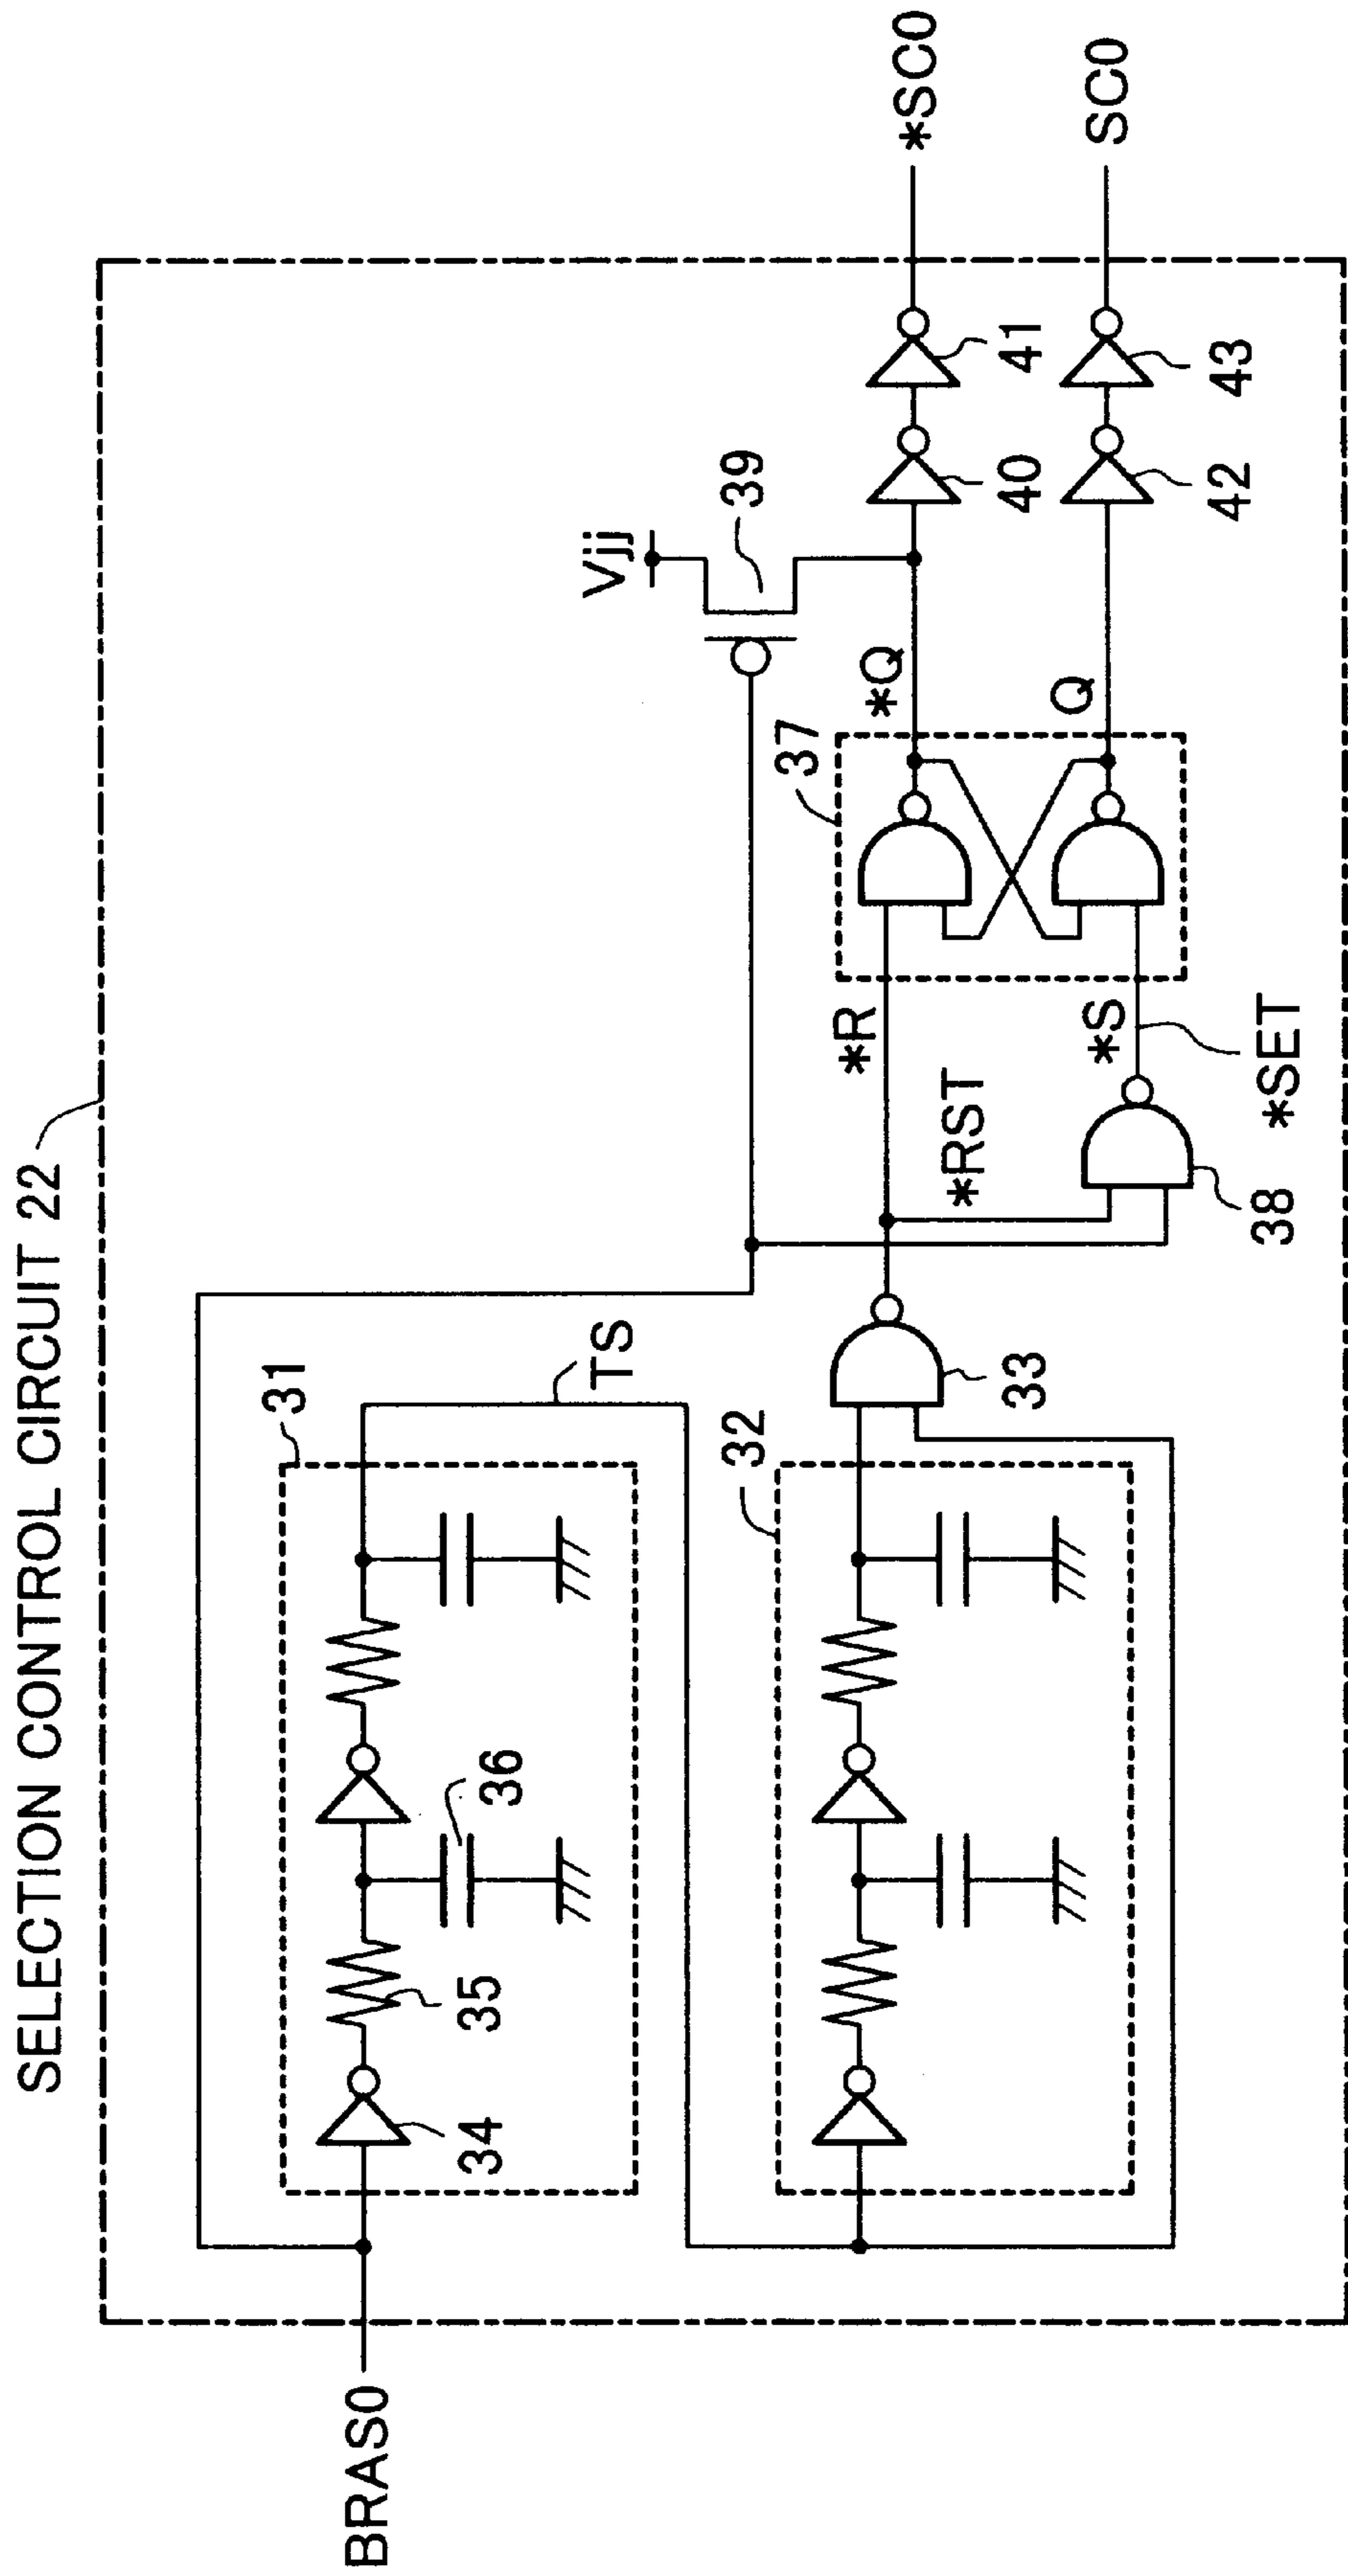 SELECTION CONTROL CIRCUIT 22
BRAS0
31
34
35
36
TS
32
33
*RST
*R
*S
*SET
38
37
*Q
Q
Vjj
39
40
41
42
43
*SC0
SC0